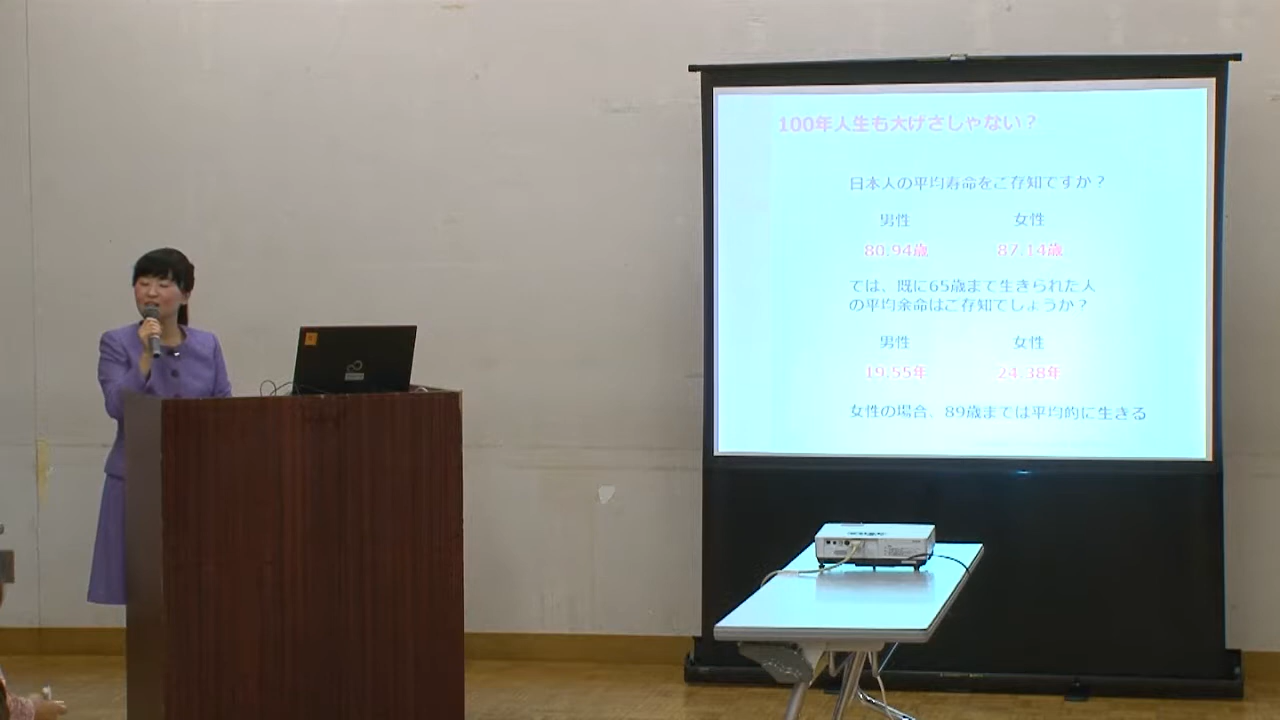 100年人生も大げさじゃない？
日本人の平均寿命をご存知ですか？
男性 女性
80.94歳 87.14歳
では、既に65歳まで生きられた人
の平均余命はご存知でしょうか？
男性 女性
19.55年 24.38年
女性の場合、89歳までは平均的に生きる